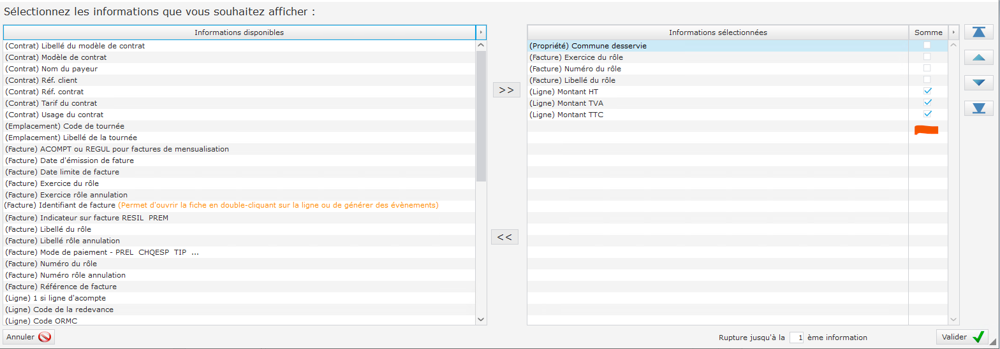 Sélectionnez les informations que vous souhaitez afficher :
Informations disponibles
(Contrat) Libellé du modèle de contrat
(Contrat) Modèle de contrat
(Contrat) Nom du payeur
(Contrat) Réf. client
(Contrat) Réf. contrat
(Contrat) Tarif du contrat
(Contrat) Usage du contrat
(Emplacement) Code de tournée
(Emplacement) Libellé de la tournée
(Facture) ACOMPT ou REGUL pour factures de mensualisation
(Facture) Date d'émission de fature
(Facture) Date limite de facture
(Facture) Exercice du rôle
(Facture) Exercice rôle annulation
(Facture) Identifiant de facture (Permet d'ouvrir la fiche en double-cliquant sur la ligne ou de générer des évènements)
(Facture) Indicateur sur facture RESIL PREM
(Facture) Libellé du rôle
(Facture) Libellé rôle annulation
(Facture) Mode de paiement - PREL CHQESP TIP ...
(Facture) Numéro du rôle
(Facture) Numéro rôle annulation
(Facture) Référence de facture
(Ligne) 1 si ligne d'acompte
(Ligne) Code de la redevance
(Ligne) Code ORMC
>>
<<
Informations sélectionnées Somme
(Propriété) Commune desservie
(Facture) Exercice du rôle
(Facture) Numéro du rôle
(Facture) Libellé du rôle
(Ligne) Montant HT
(Ligne) Montant TVA
(Ligne) Montant TTC
Annuler
Rupture jusqu'à la 1 ème information
Valider